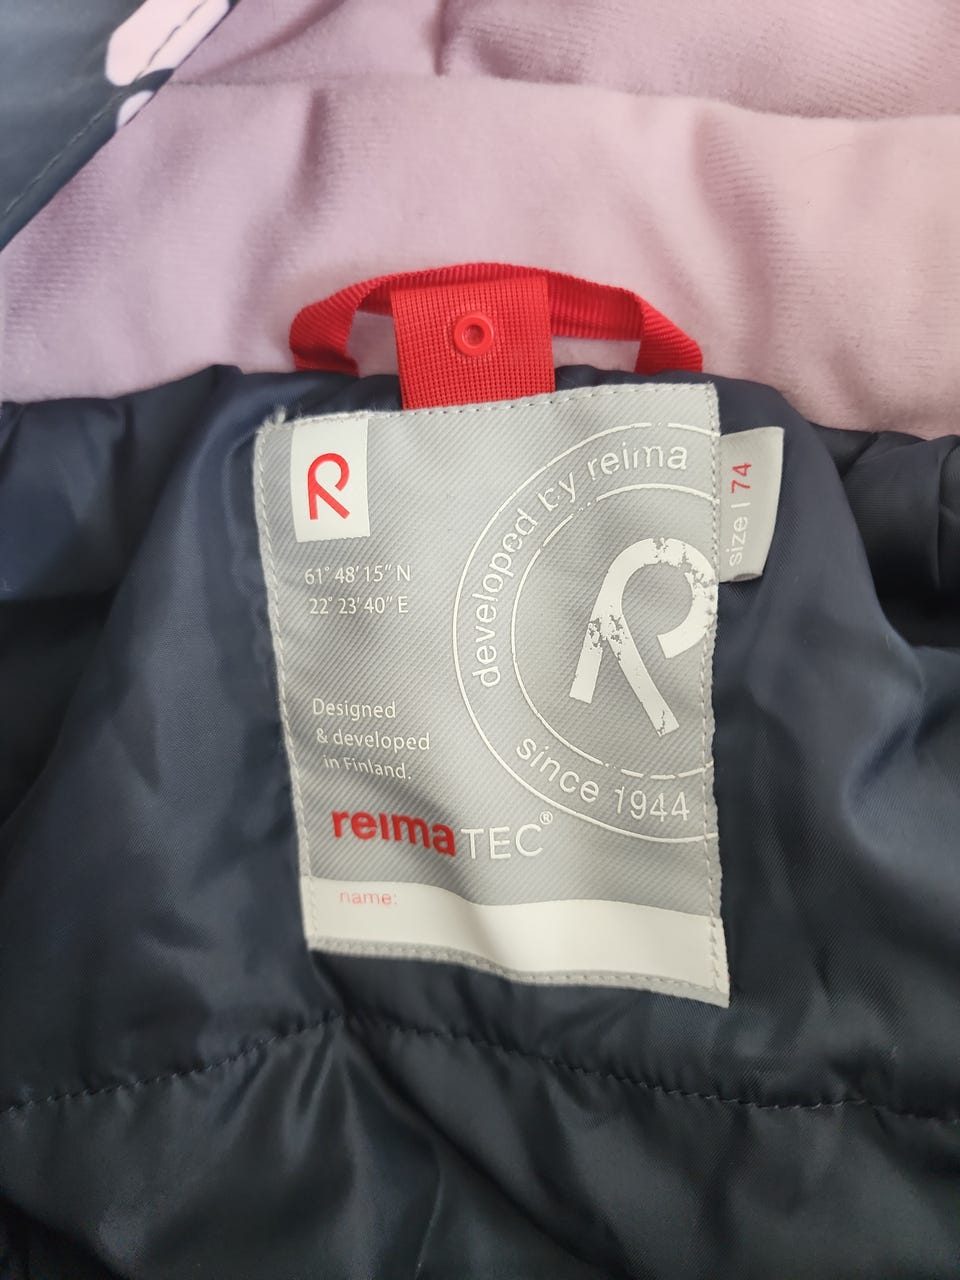 R
61° 48' 15" N
22° 23' 40" E
developed by reima
R
since 1944
size | 74
Designed
& developed
in Finland.
reimaTEC®
name: